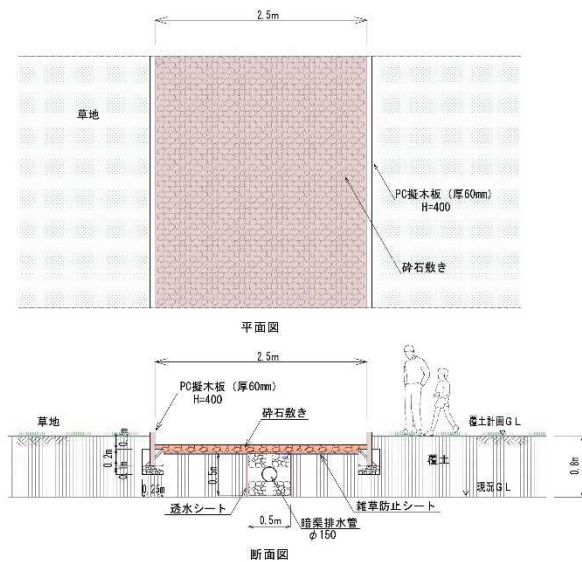 2.5m
草地
PC擬木板（厚60mm）
H=400
砕石敷き
平面図
2.5m
PC擬木板（厚60mm）
H=400
草地
砕石敷き
覆土計画GL
0.2m
覆土
0.8m
0.5m
現況GL
0.25m
透水シート
雑草防止シート
0.5m
暗渠排水管
φ150
断面図